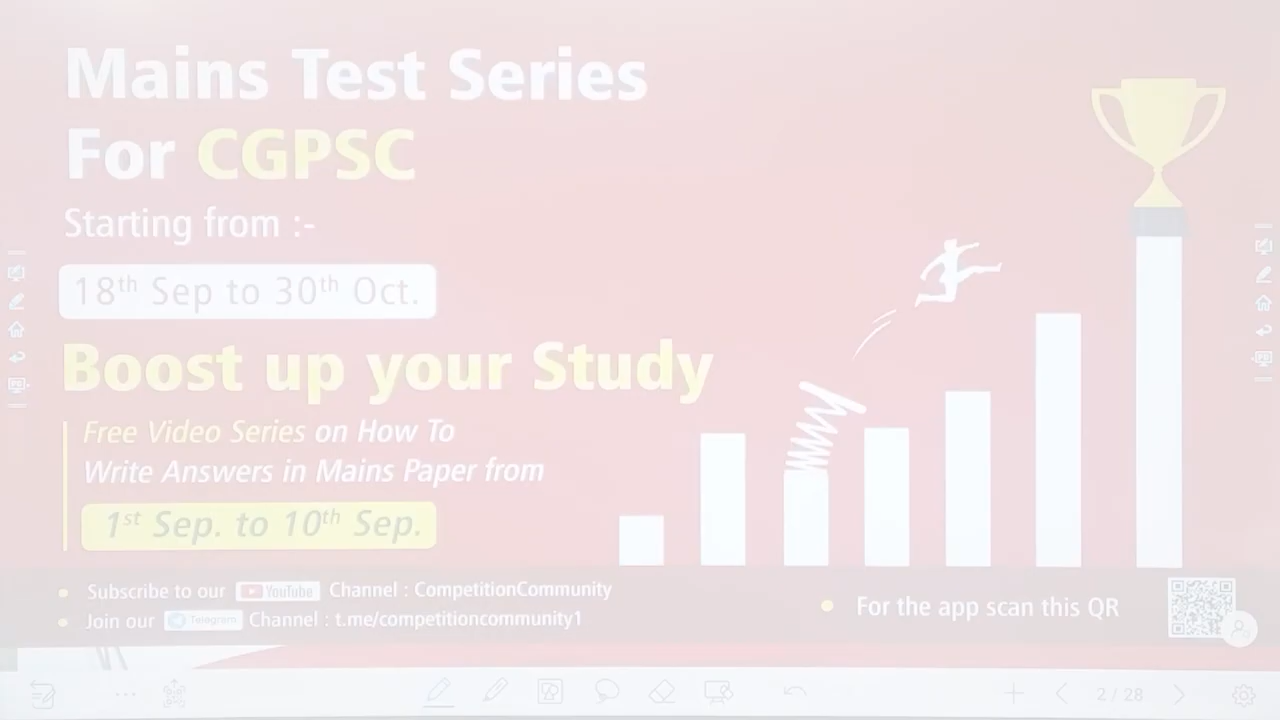 Mains Test Series
For CGPSC
Starting from :-
18th Sep to 30th Oct.
Boost up your Study
Free Video Series on How To
Write Answers in Mains Paper from
1st Sep. to 10th Sep.
Subscribe to our YouTube Channel : CompetitionCommunity
Join our Telegram Channel : t.me/competitioncommunity1
For the app scan this QR
2 / 28